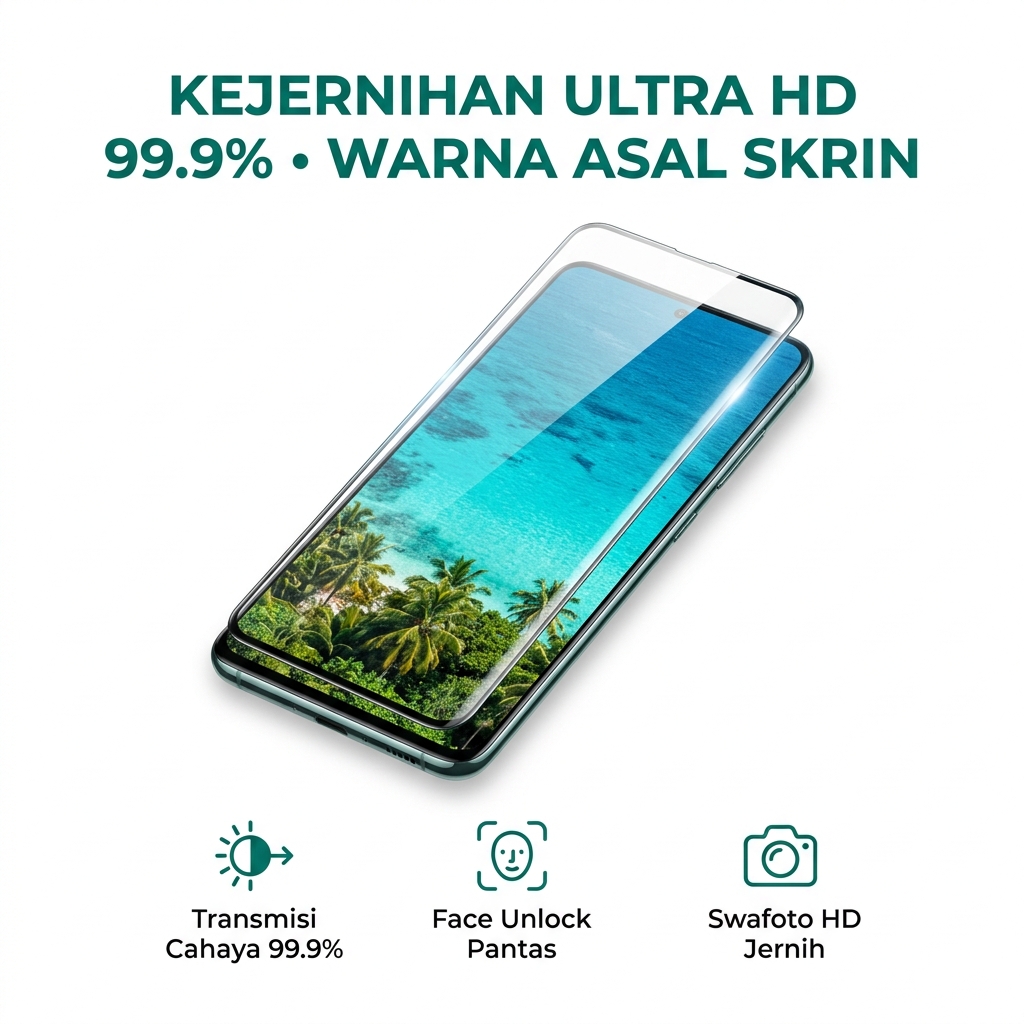 KEJERNIHAN ULTRA HD
99.9% • WARNA ASAL SKRIN
Transmisi
Cahaya 99.9%
Face Unlock
Pantas
Swafoto HD
Jernih